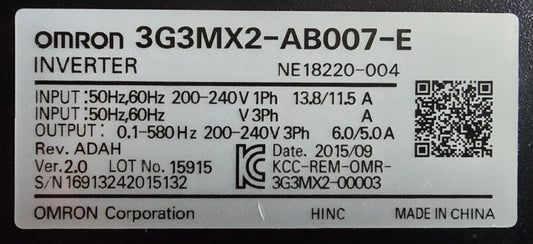 OMRON 3G3MX2-AB007-E
INVERTER NE18220-004
INPUT:50Hz,60Hz 200-240V 1Ph 13.8/11.5 A
INPUT:50Hz,60Hz V 3Ph A
OUTPUT: 0.1-580Hz 200-240V 3Ph 6.0/5.0 A
Rev. ADAH Date. 2015/09
Ver.2.0 LOT No. 15915 KCC-REM-OMR-
S/N 16913242015132 3G3MX2-00003
OMRON Corporation HINC MADE IN CHINA